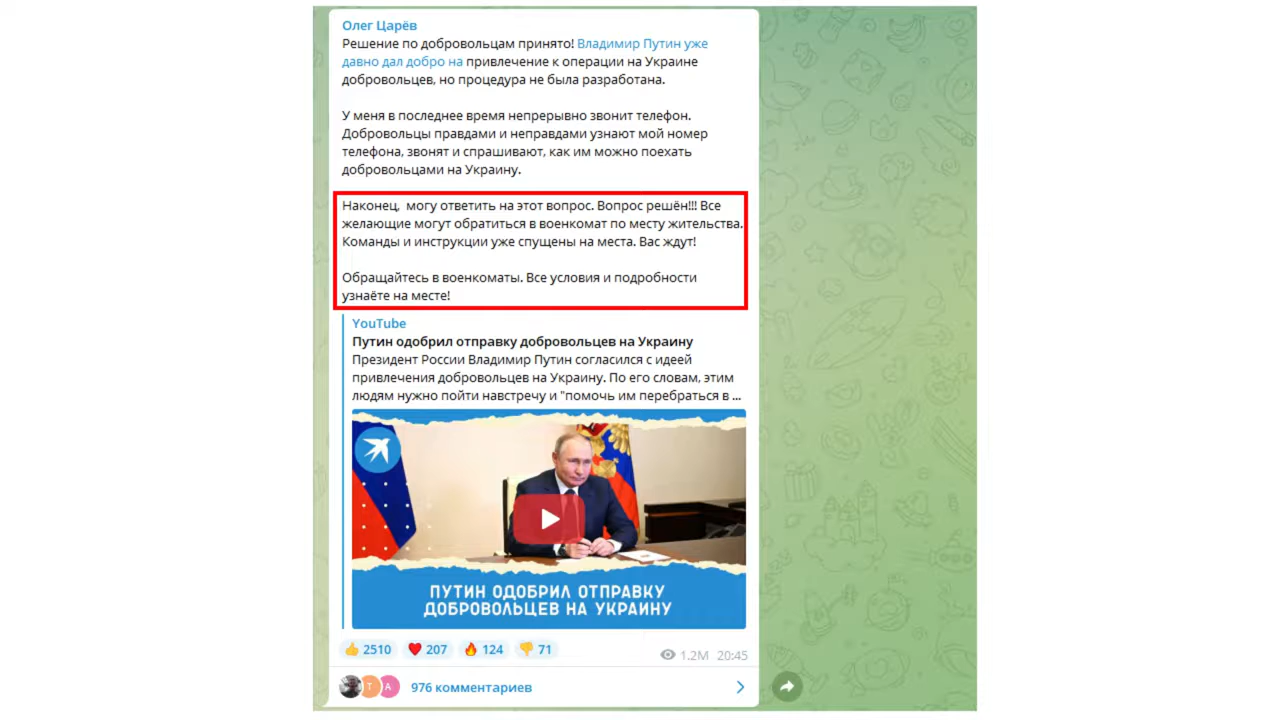 Олег Царёв
Решение по добровольцам принято! Владимир Путин уже
давно дал добро на привлечение к операции на Украине
добровольцев, но процедура не была разработана.
У меня в последнее время непрерывно звонит телефон.
Добровольцы правдами и неправдами узнают мой номер
телефона, звонят и спрашивают, как им можно поехать
добровольцами на Украину.
Наконец, могу ответить на этот вопрос. Вопрос решён!!! Все
желающие могут обратиться в военкомат по месту жительства.
Команды и инструкции уже спущены на места. Вас ждут!
Обращайтесь в военкоматы. Все условия и подробности
узнаёте на месте!
YouTube
Путин одобрил отправку добровольцев на Украину
Президент России Владимир Путин согласился с идеей
привлечения добровольцев на Украину. По его словам, этим
людям нужно пойти навстречу и "помочь им перебраться в ...
ПУТИН ОДОБРИЛ ОТПРАВКУ
ДОБРОВОЛЬЦЕВ НА УКРАИНУ
2510 207 124 71
1.2M 20:45
T A 976 комментариев